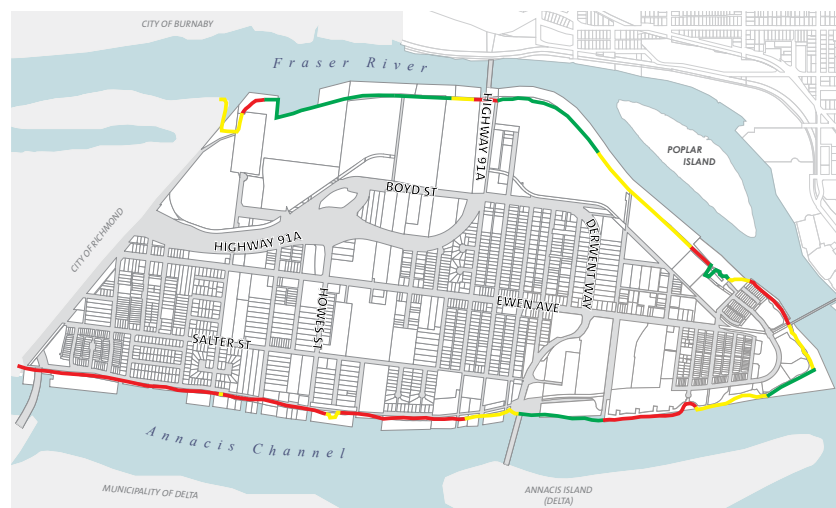 CITY OF BURNABY
Fraser River
HIGHWAY 91A
POPLAR
ISLAND
BOYD ST
CITY OF RICHMOND
HIGHWAY 91A
DERWENT WAY
HOWES ST
EWEN AVE
SALTER ST
Annacis Channel
MUNICIPALITY OF DELTA
ANNACIS ISLAND
(DELTA)